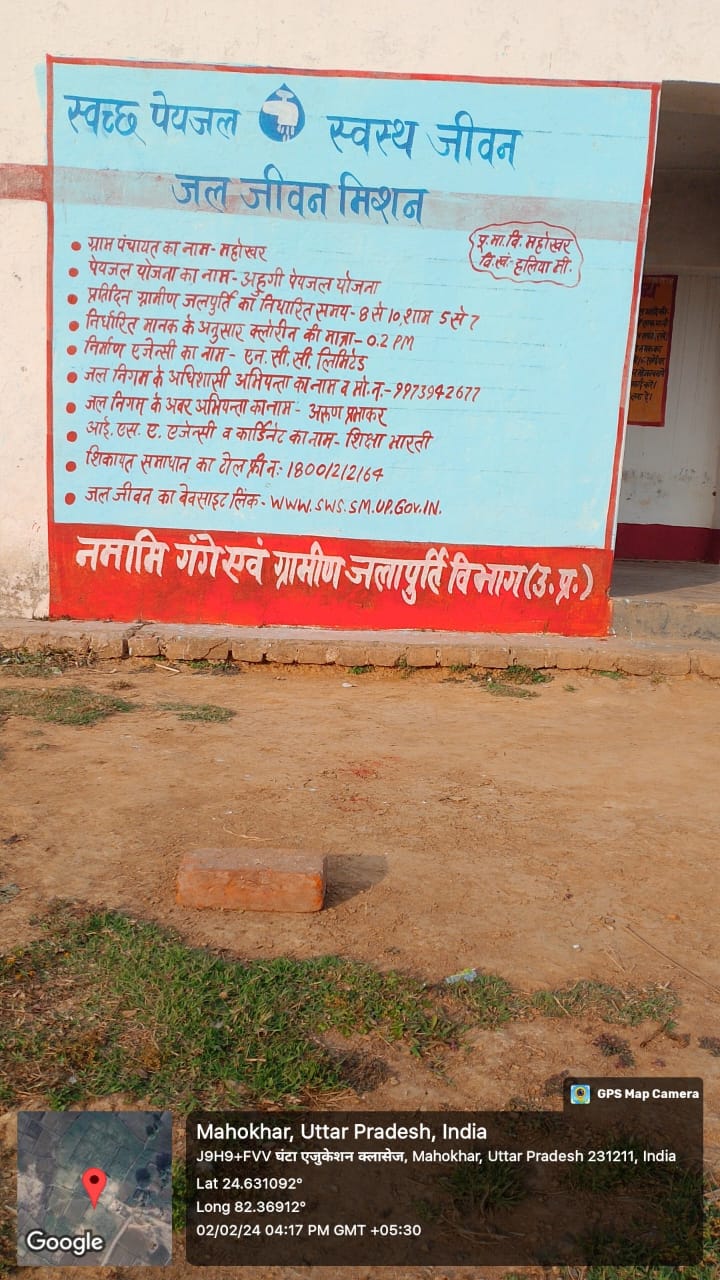 स्वच्छ पेयजल स्वस्थ जीवन
जल जीवन मिशन
प्र.मा.वि. महोखर
वि.खं.- हलिया मी.
• ग्राम पंचायत का नाम- महोखर
• पेयजल योजना का नाम- अहुगी पेयजल योजना
• प्रतिदिन ग्रामीण जलपुर्ति का निर्धारित समय- 8 से 10, शाम 5 से 7
• निर्धारित मानक के अनुसार क्लोरीन की मात्रा- 0.2 PM
• निर्माण एजेन्सी का नाम- एन. सी. सी. लिमिटेड
• जल निगम के अधिशासी अभियन्ता का नाम व मो.न.- 9973942677
• जल निगम के अवर अभियन्ता का नाम- अरुण प्रभाकर
• आई. एस. ए. एजेन्सी व कार्डिनेट का नाम- शिक्षा भारती
• शिकायत समाधान का टोल फ्री न.- 18001212164
• जल जीवन का वेबसाइट लिंक- WWW.SWS.SM.UP.GOV.IN.
नमामि गंगे एवं ग्रामीण जलापुर्ति विभाग (उ.प्र.)
GPS Map Camera
Mahokhar, Uttar Pradesh, India
J9H9+FVV घंटा एजुकेशन क्लासेज, Mahokhar, Uttar Pradesh 231211, India
Lat 24.631092°
Long 82.36912°
02/02/24 04:17 PM GMT +05:30
Google